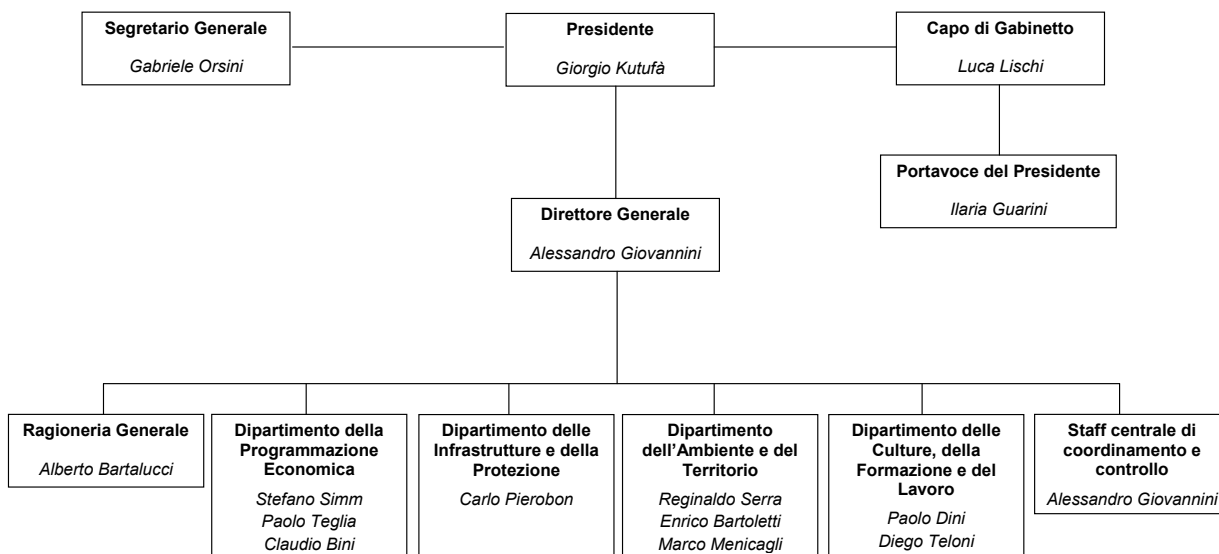 Segretario Generale
Gabriele Orsini
Presidente
Giorgio Kutufà
Capo di Gabinetto
Luca Lischi
Portavoce del Presidente
Ilaria Guarini
Direttore Generale
Alessandro Giovannini
Ragioneria Generale
Alberto Bartalucci
Dipartimento della
Programmazione
Economica
Stefano Simm
Paolo Teglia
Claudio Bini
Dipartimento delle
Infrastrutture e della
Protezione
Carlo Pierobon
Dipartimento
dell’Ambiente e del
Territorio
Reginaldo Serra
Enrico Bartoletti
Marco Menicagli
Dipartimento delle
Culture, della
Formazione e del
Lavoro
Paolo Dini
Diego Teloni
Staff centrale di
coordinamento e
controllo
Alessandro Giovannini